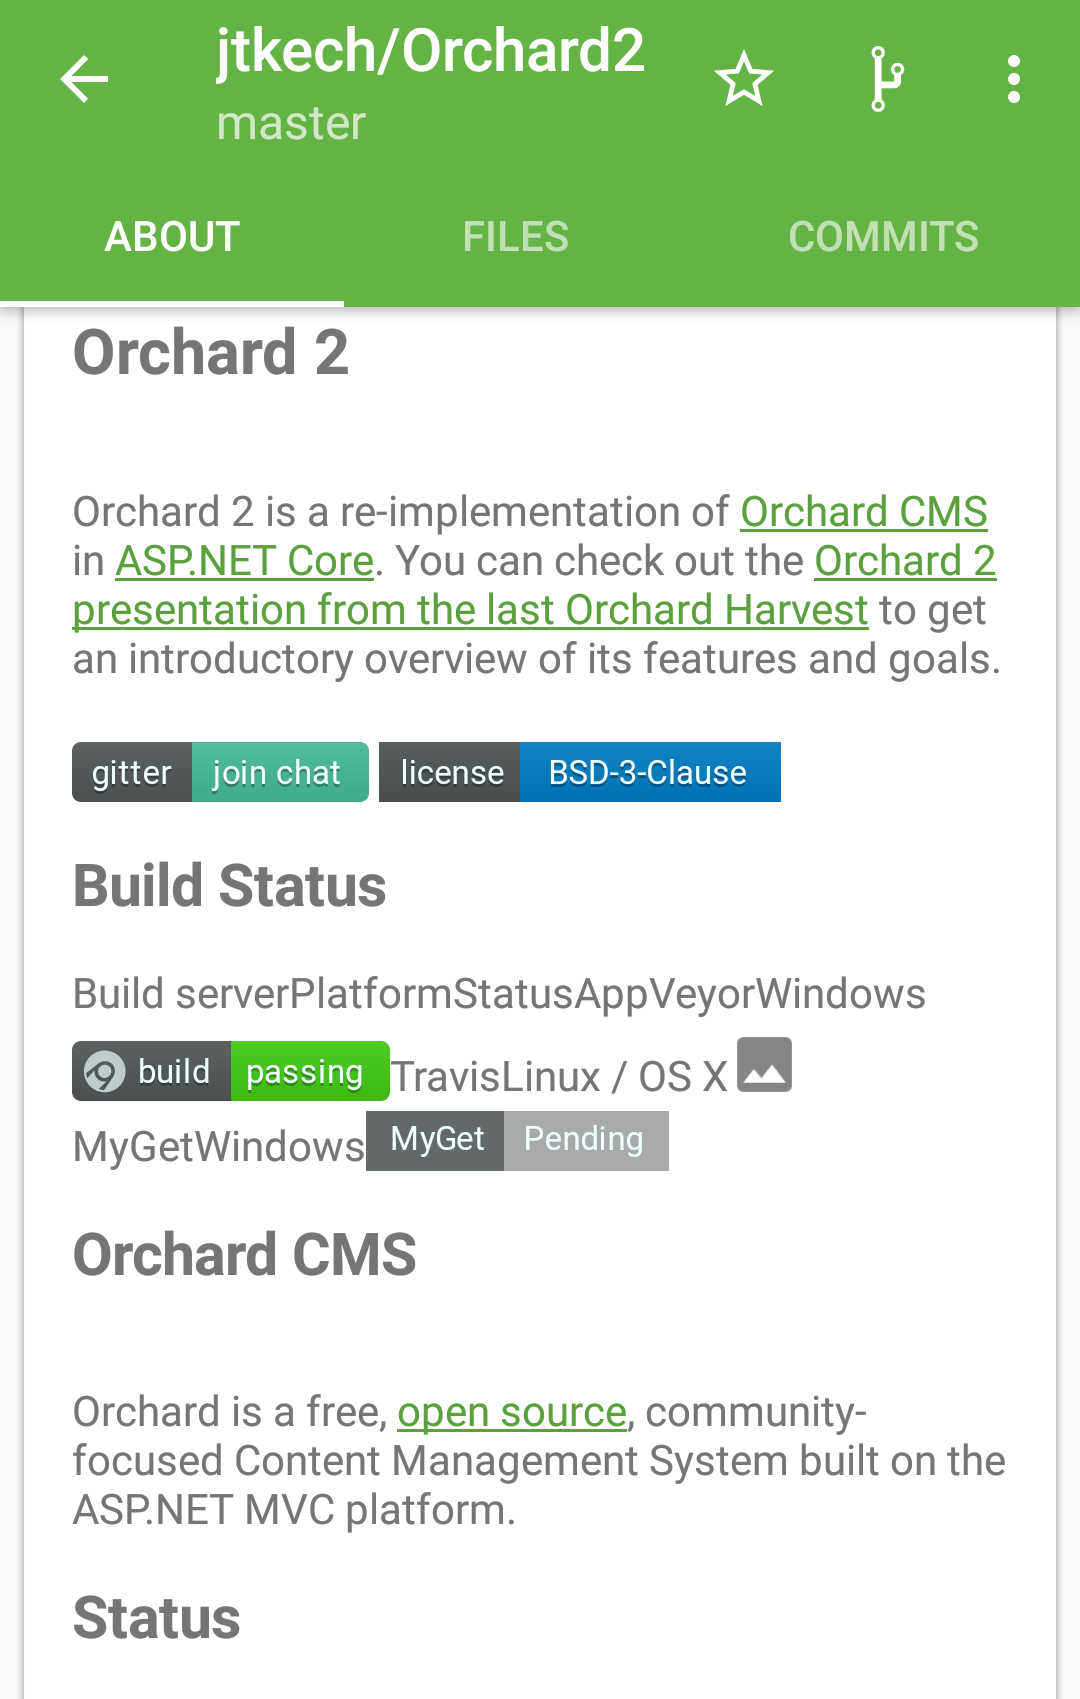 jtkech/Orchard2
master
ABOUT FILES COMMITS
Orchard 2
Orchard 2 is a re-implementation of Orchard CMS
in ASP.NET Core. You can check out the Orchard 2
presentation from the last Orchard Harvest to get
an introductory overview of its features and goals.
gitter join chat license BSD-3-Clause
Build Status
Build serverPlatformStatusAppVeyorWindows
build passing TravisLinux / OS X
MyGetWindows MyGet Pending
Orchard CMS
Orchard is a free, open source, community-
focused Content Management System built on the
ASP.NET MVC platform.
Status